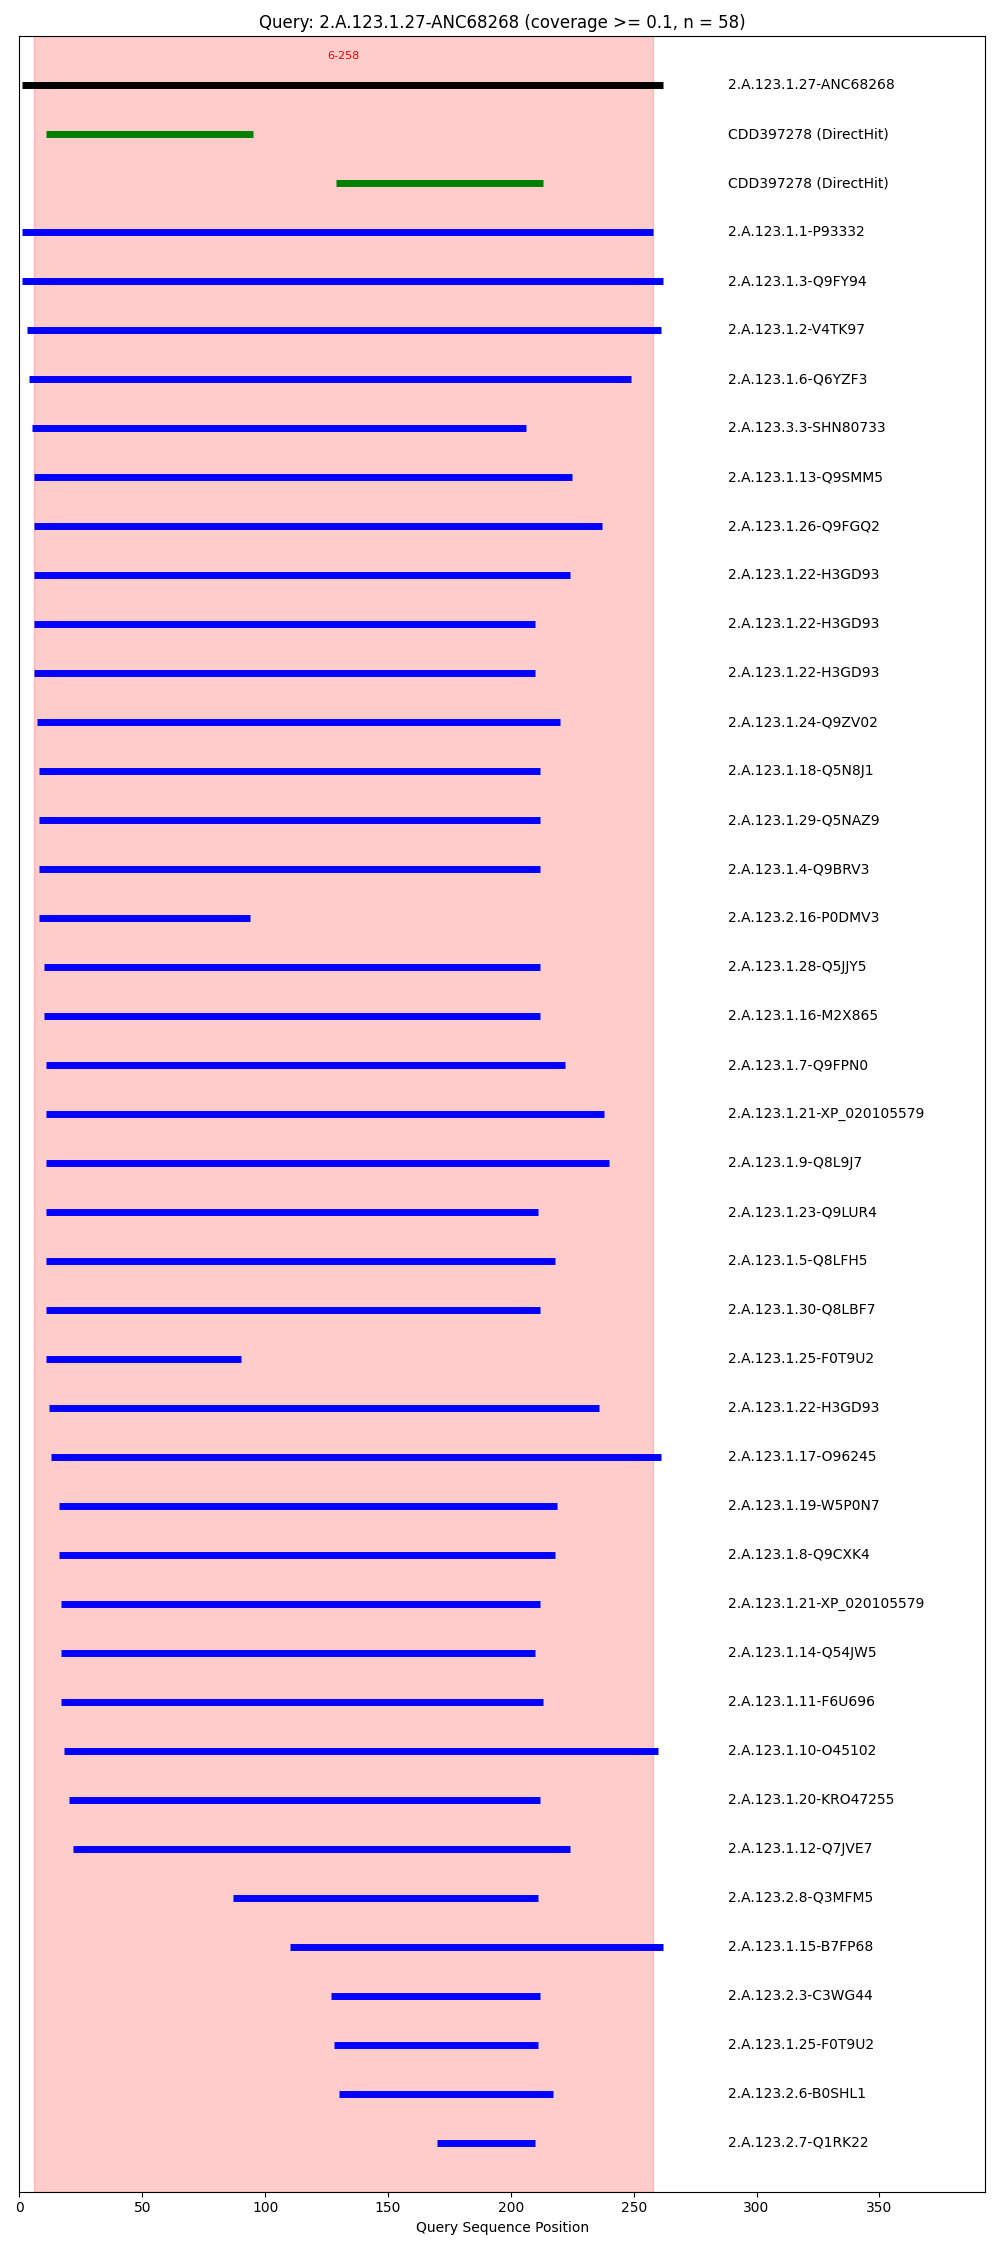 Query: 2.A.123.1.27-ANC68268 (coverage >= 0.1, n = 58)
6-258
2.A.123.1.27-ANC68268
CDD397278 (DirectHit)
CDD397278 (DirectHit)
2.A.123.1.1-P93332
2.A.123.1.3-Q9FY94
2.A.123.1.2-V4TK97
2.A.123.1.6-Q6YZF3
2.A.123.3.3-SHN80733
2.A.123.1.13-Q9SMM5
2.A.123.1.26-Q9FGQ2
2.A.123.1.22-H3GD93
2.A.123.1.22-H3GD93
2.A.123.1.22-H3GD93
2.A.123.1.24-Q9ZV02
2.A.123.1.18-Q5N8J1
2.A.123.1.29-Q5NAZ9
2.A.123.1.4-Q9BRV3
2.A.123.2.16-P0DMV3
2.A.123.1.28-Q5JJY5
2.A.123.1.16-M2X865
2.A.123.1.7-Q9FPN0
2.A.123.1.21-XP_020105579
2.A.123.1.9-Q8L9J7
2.A.123.1.23-Q9LUR4
2.A.123.1.5-Q8LFH5
2.A.123.1.30-Q8LBF7
2.A.123.1.25-F0T9U2
2.A.123.1.22-H3GD93
2.A.123.1.17-O96245
2.A.123.1.19-W5P0N7
2.A.123.1.8-Q9CXK4
2.A.123.1.21-XP_020105579
2.A.123.1.14-Q54JW5
2.A.123.1.11-F6U696
2.A.123.1.10-O45102
2.A.123.1.20-KRO47255
2.A.123.1.12-Q7JVE7
2.A.123.2.8-Q3MFM5
2.A.123.1.15-B7FP68
2.A.123.2.3-C3WG44
2.A.123.1.25-F0T9U2
2.A.123.2.6-B0SHL1
2.A.123.2.7-Q1RK22
0 50 100 150 200 250 300 350
Query Sequence Position